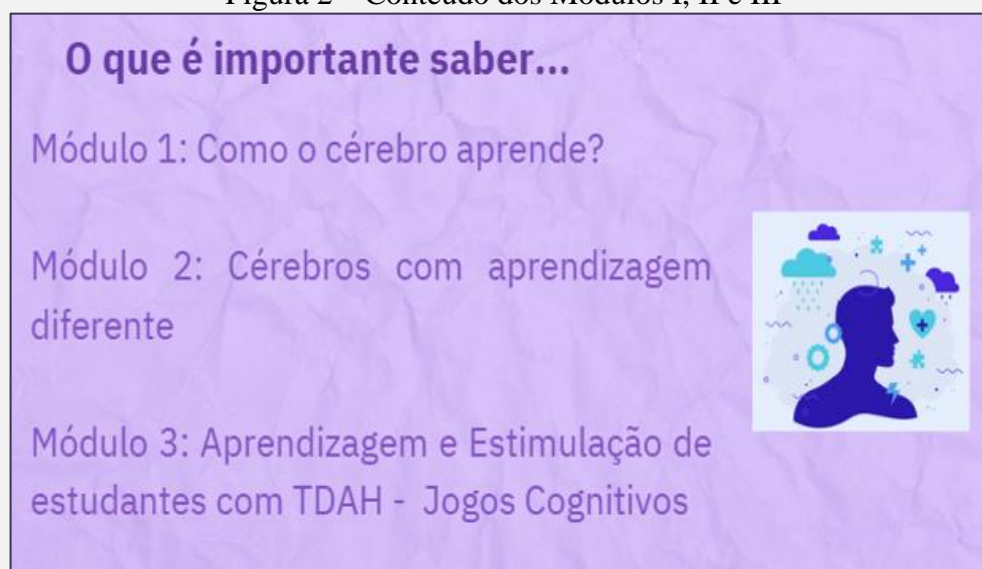 Figura 2 – Conteúdo dos Módulos I, II e III
O que é importante saber...
Módulo 1: Como o cérebro aprende?
Módulo 2: Cérebros com aprendizagem
diferente
Módulo 3: Aprendizagem e Estimulação de
estudantes com TDAH - Jogos Cognitivos